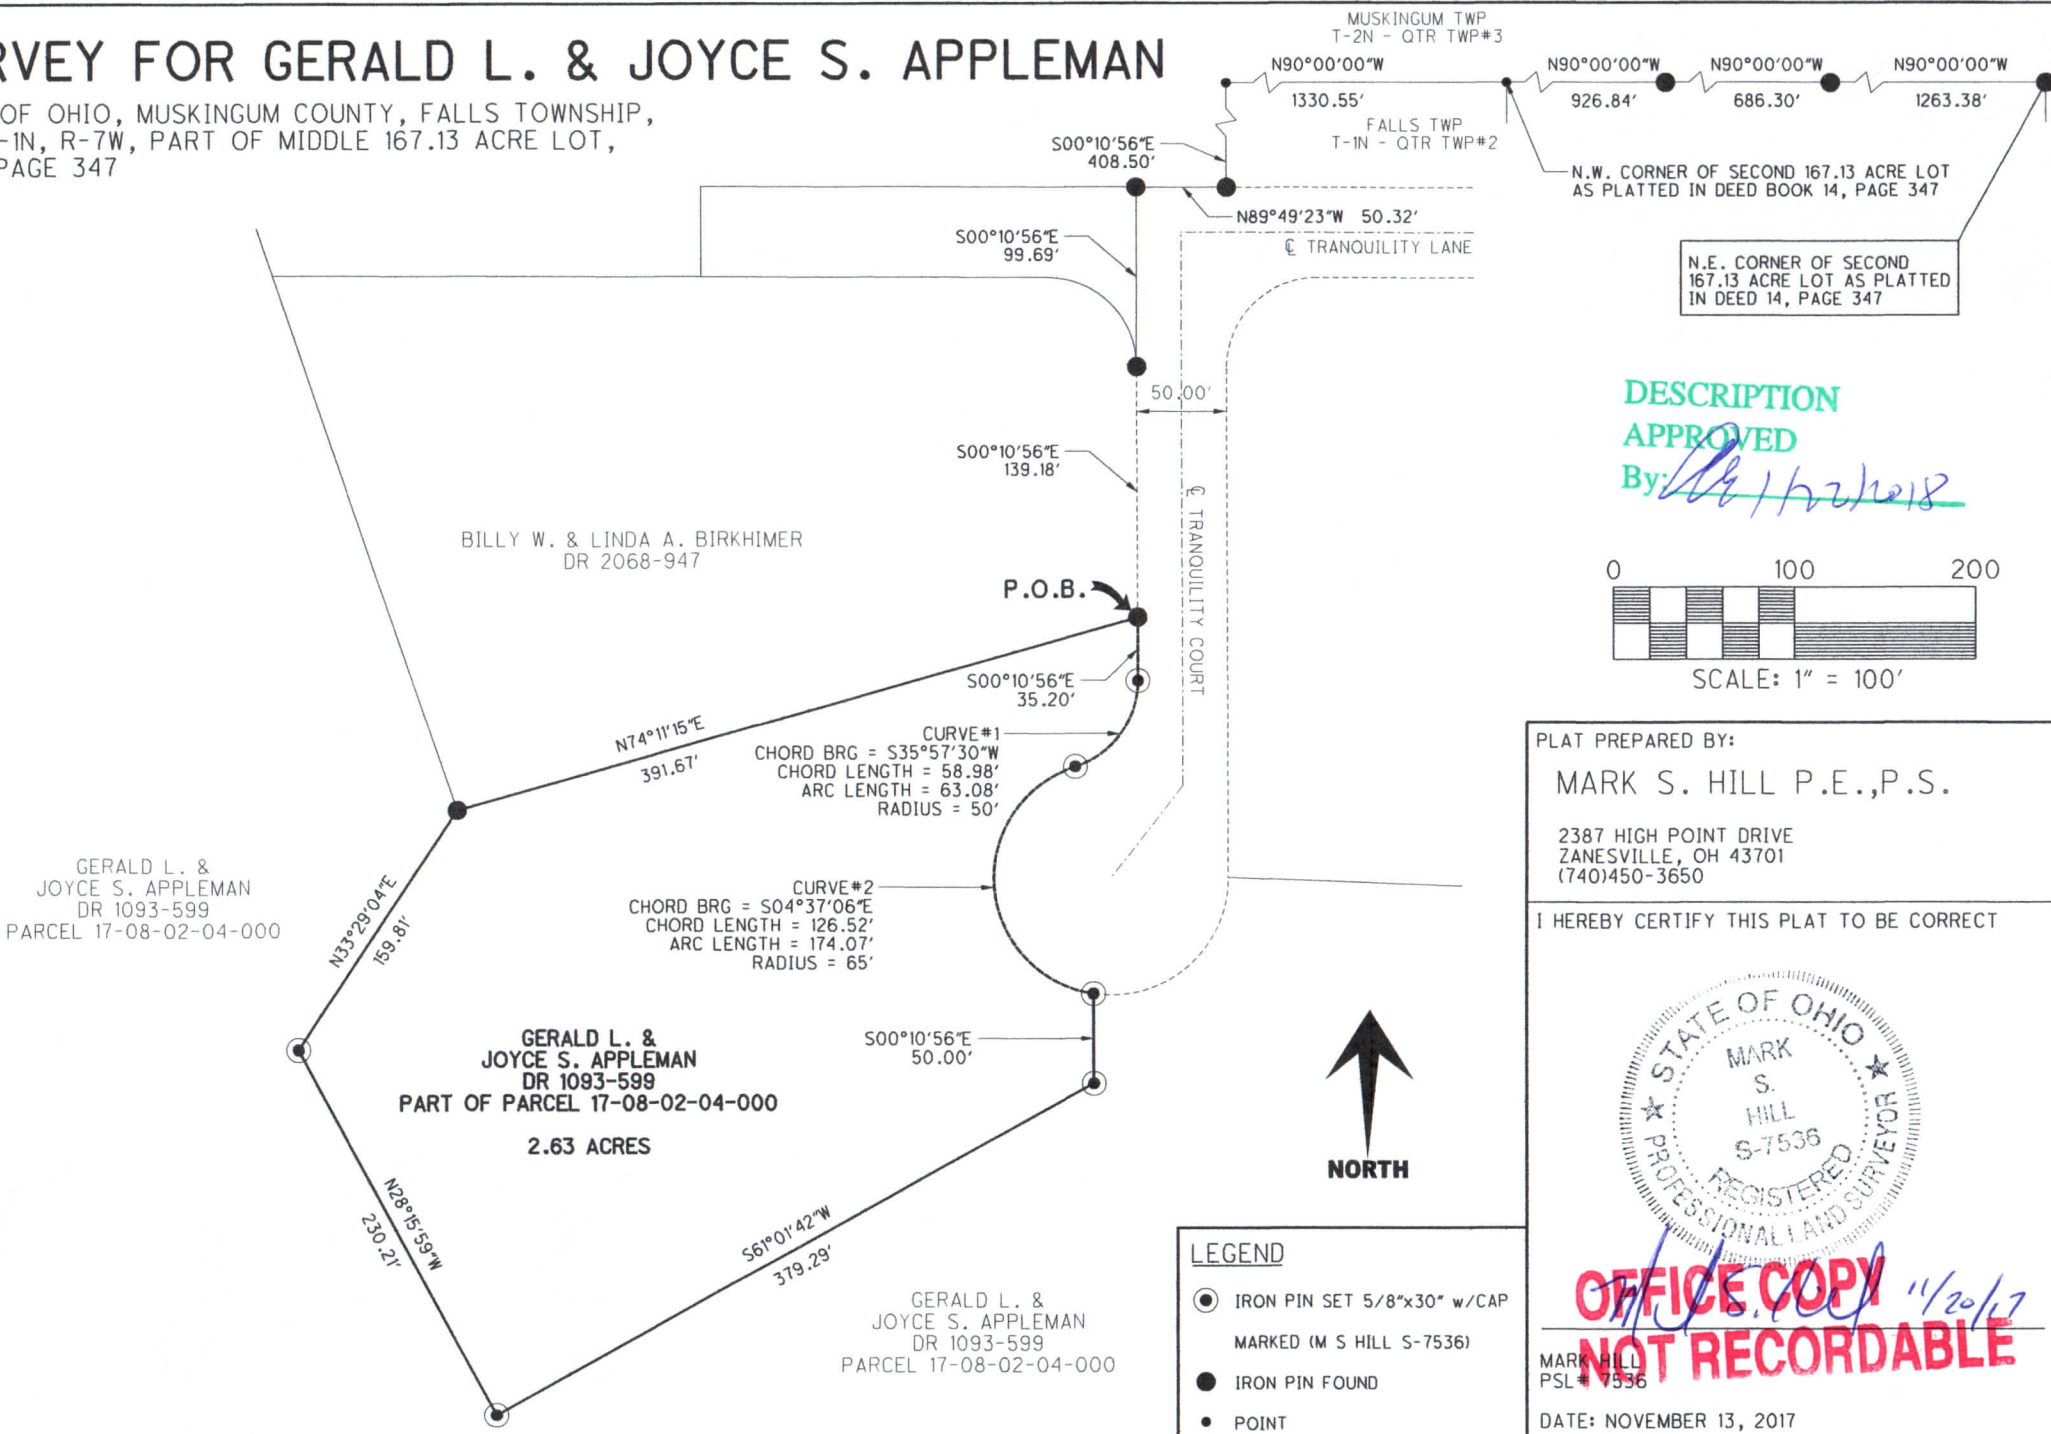 RVEY FOR GERALD L. & JOYCE S. APPLEMAN
OF OHIO, MUSKINGUM COUNTY, FALLS TOWNSHIP,
-1N, R-7W, PART OF MIDDLE 167.13 ACRE LOT,
PAGE 347
MUSKINGUM TWP
T-2N - QTR TWP#3
N90°00'00"W
1330.55'
N90°00'00"W
926.84'
N90°00'00"W
686.30'
N90°00'00"W
1263.38'
FALLS TWP
T-1N - QTR TWP#2
S00°10'56"E
408.50'
N.W. CORNER OF SECOND 167.13 ACRE LOT
AS PLATTED IN DEED BOOK 14, PAGE 347
N89°49'23"W 50.32'
℄ TRANQUILITY LANE
S00°10'56"E
99.69'
N.E. CORNER OF SECOND
167.13 ACRE LOT AS PLATTED
IN DEED 14, PAGE 347
50.00'
S00°10'56"E
139.18'
℄ TRANQUILITY COURT
DESCRIPTION
APPROVED
By:
1/22/2018
BILLY W. & LINDA A. BIRKHIMER
DR 2068-947
P.O.B.
0 100 200
SCALE: 1" = 100'
S00°10'56"E
35.20'
N74°11'15"E
391.67'
CURVE#1
CHORD BRG = S35°57'30"W
CHORD LENGTH = 58.98'
ARC LENGTH = 63.08'
RADIUS = 50'
PLAT PREPARED BY:
MARK S. HILL P.E.,P.S.
2387 HIGH POINT DRIVE
ZANESVILLE, OH 43701
(740)450-3650
GERALD L. &
JOYCE S. APPLEMAN
DR 1093-599
PARCEL 17-08-02-04-000
N33°29'04"E
159.81'
CURVE#2
CHORD BRG = S04°37'06"E
CHORD LENGTH = 126.52'
ARC LENGTH = 174.07'
RADIUS = 65'
I HEREBY CERTIFY THIS PLAT TO BE CORRECT
STATE OF OHIO
MARK
S.
HILL
S-7536
REGISTERED
PROFESSIONAL LAND SURVEYOR
S00°10'56"E
50.00'
GERALD L. &
JOYCE S. APPLEMAN
DR 1093-599
PART OF PARCEL 17-08-02-04-000
2.63 ACRES
NORTH
N28°15'59"W
230.21'
S61°01'42"W
379.29'
GERALD L. &
JOYCE S. APPLEMAN
DR 1093-599
PARCEL 17-08-02-04-000
LEGEND
IRON PIN SET 5/8"x30" w/CAP
MARKED (M S HILL S-7536)
IRON PIN FOUND
POINT
OFFICE COPY
11/20/17
NOT RECORDABLE
MARK HILL
PSL# 7536
DATE: NOVEMBER 13, 2017